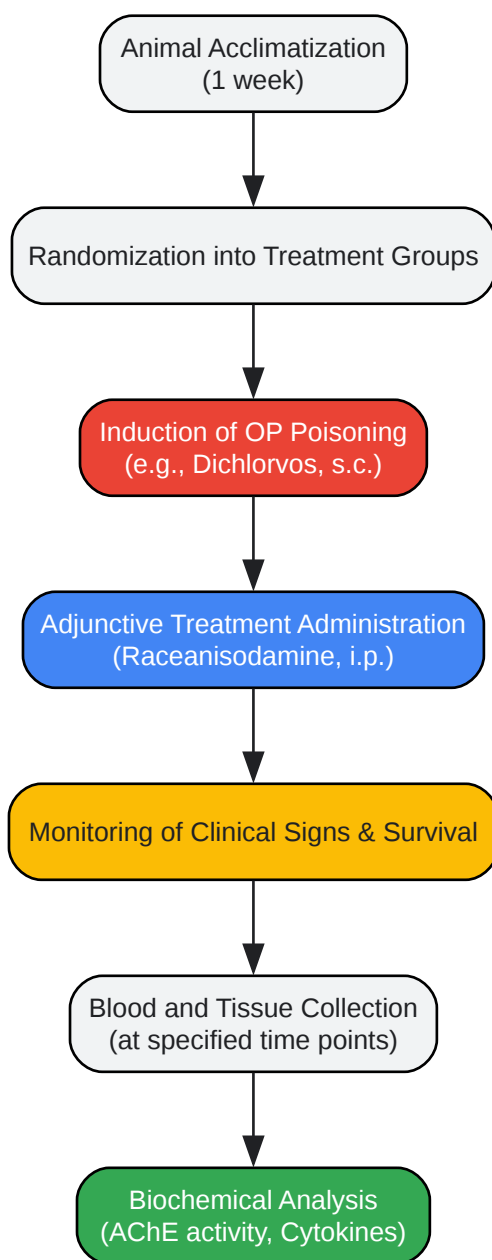 Animal Acclimatization
(1 week)
Randomization into Treatment Groups
Induction of OP Poisoning
(e.g., Dichlorvos, s.c.)
Adjunctive Treatment Administration
(Raceanisodamine, i.p.)
Monitoring of Clinical Signs & Survival
Blood and Tissue Collection
(at specified time points)
Biochemical Analysis
(AChE activity, Cytokines)